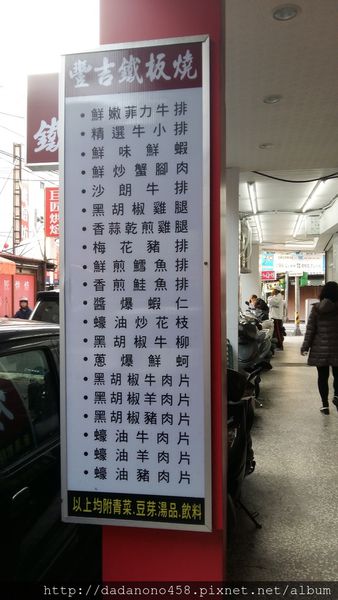 豐吉鐵板燒
•鮮嫩菲力牛排
•精選牛小排
•鮮味鮮蝦
•鮮炒蟹腳肉
•沙朗牛排
•黑胡椒雞腿
•香蒜乾煎雞腿
•梅花豬排
•鮮煎鱈魚排
•香煎鮭魚排
•醬爆蝦仁
•蠔油炒花枝
•黑胡椒牛柳
•蔥爆鮮蚵
•黑胡椒牛肉片
•黑胡椒羊肉片
•黑胡椒豬肉片
•蠔油牛肉片
•蠔油羊肉片
•蠔油豬肉片
以上均附青菜.豆芽.湯品.飲料
鐵
http://dadanono458.pixnet.net/album